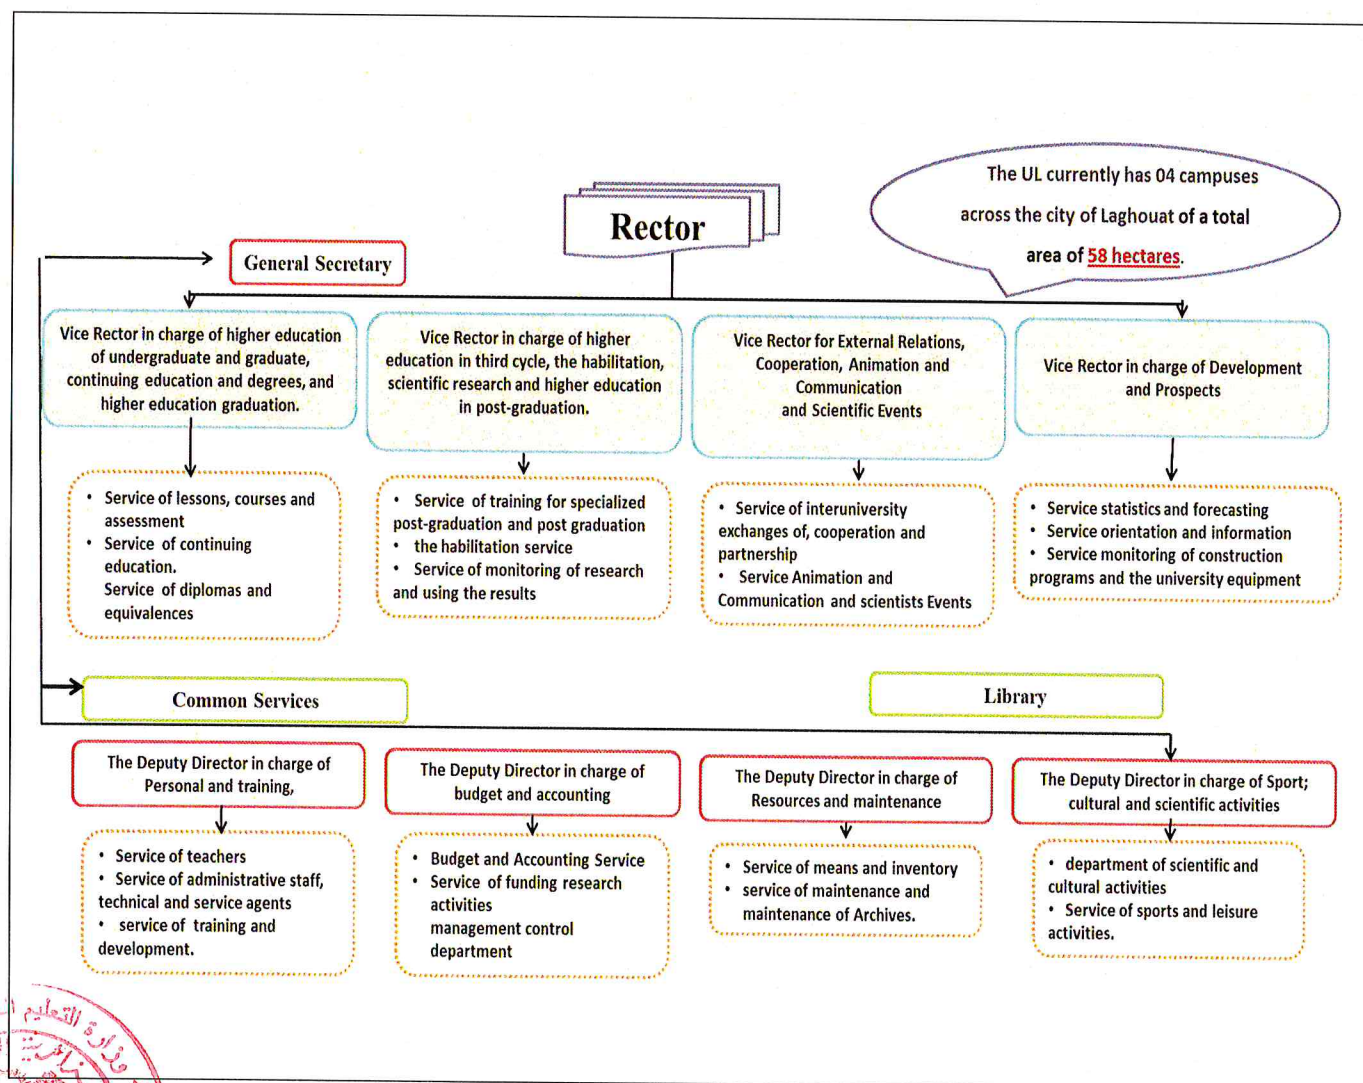 The UL currently has 04 campuses
across the city of Laghouat of a total
area of 58 hectares.
Rector
General Secretary
Vice Rector in charge of higher education
of undergraduate and graduate,
continuing education and degrees, and
higher education graduation.
Vice Rector in charge of higher
education in third cycle, the habilitation,
scientific research and higher education
in post-graduation.
Vice Rector for External Relations,
Cooperation, Animation and
Communication
and Scientific Events
Vice Rector in charge of Development
and Prospects
• Service of lessons, courses and
assessment
• Service of continuing
education.
Service of diplomas and
equivalences
• Service of training for specialized
post-graduation and post graduation
• the habilitation service
• Service of monitoring of research
and using the results
• Service of interuniversity
exchanges of, cooperation and
partnership
• Service Animation and
Communication and scientists Events
• Service statistics and forecasting
• Service orientation and information
• Service monitoring of construction
programs and the university equipment
Common Services
Library
The Deputy Director in charge of
Personal and training,
The Deputy Director in charge of
budget and accounting
The Deputy Director in charge of
Resources and maintenance
The Deputy Director in charge of Sport;
cultural and scientific activities
• Service of teachers
• Service of administrative staff,
technical and service agents
• service of training and
development.
• Budget and Accounting Service
• Service of funding research
activities
management control
department
• Service of means and inventory
• service of maintenance and
maintenance of Archives.
• department of scientific and
cultural activities
• Service of sports and leisure
activities.
وزارة التعليم